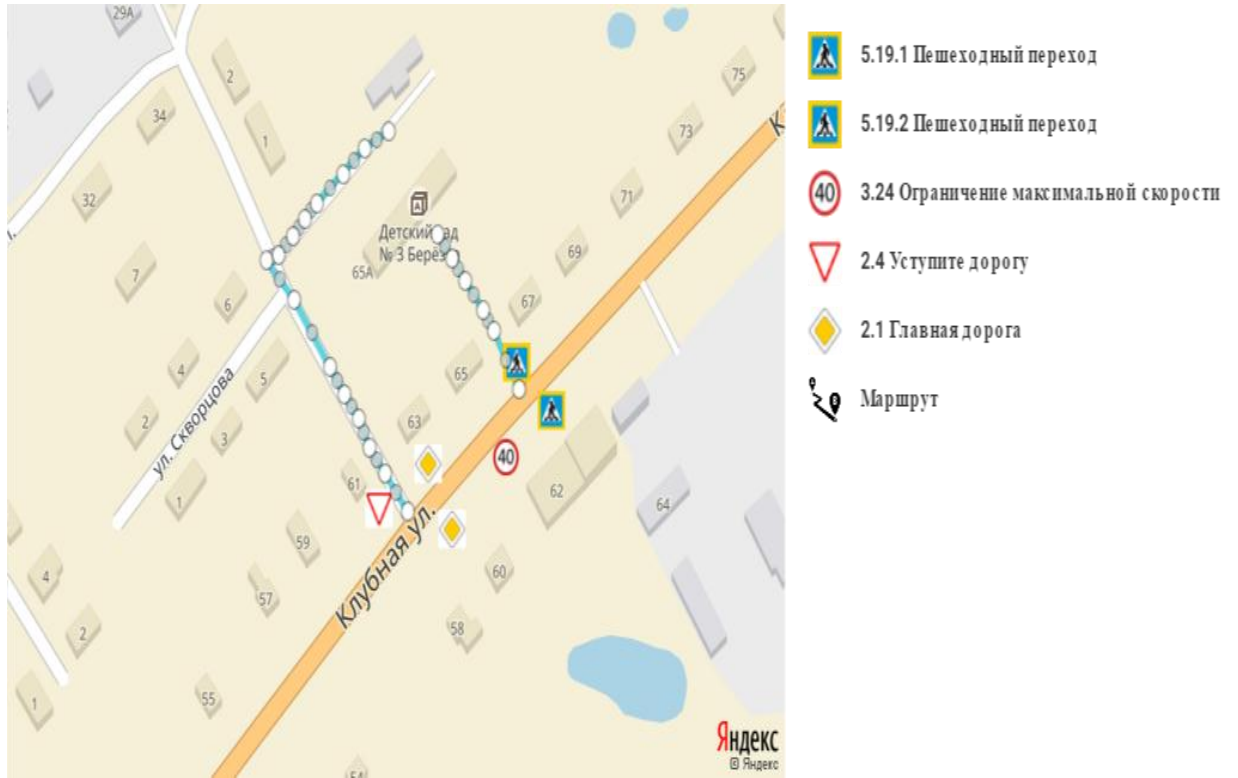 29А
2
34
1
32
75
К
73
71
Детский сад
№ 3 Берёз
65А
69
7
6
67
4
5
65
ул. Скворцова
2
3
63
40
1
61
62
64
59
Клубная ул.
4
57
60
2
58
1
55
54
Яндекс
© Яндекс
5.19.1 Пешеходный переход
5.19.2 Пешеходный переход
40
3.24 Ограничение максимальной скорости
2.4 Уступите дорогу
2.1 Главная дорога
Маршрут